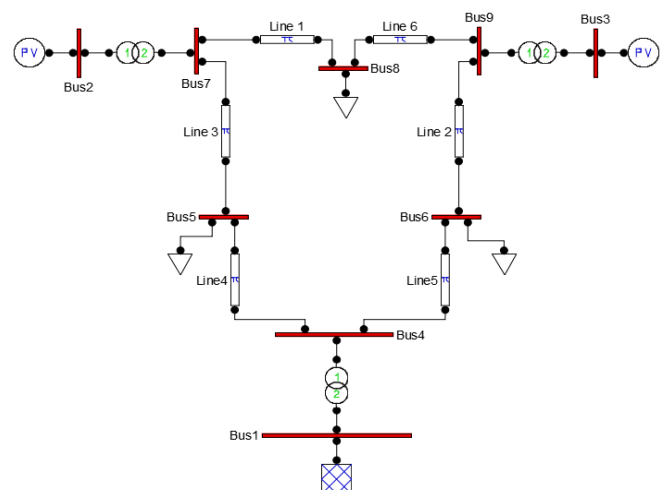 Line 1
Line 6
Bus9
Bus3
PV
1 2
1 2
PV
Bus2
Bus7
Bus8
π
π
Line 3
π
Line 2
π
Bus5
Bus6
Line4
π
Line5
π
Bus4
1
2
Bus1